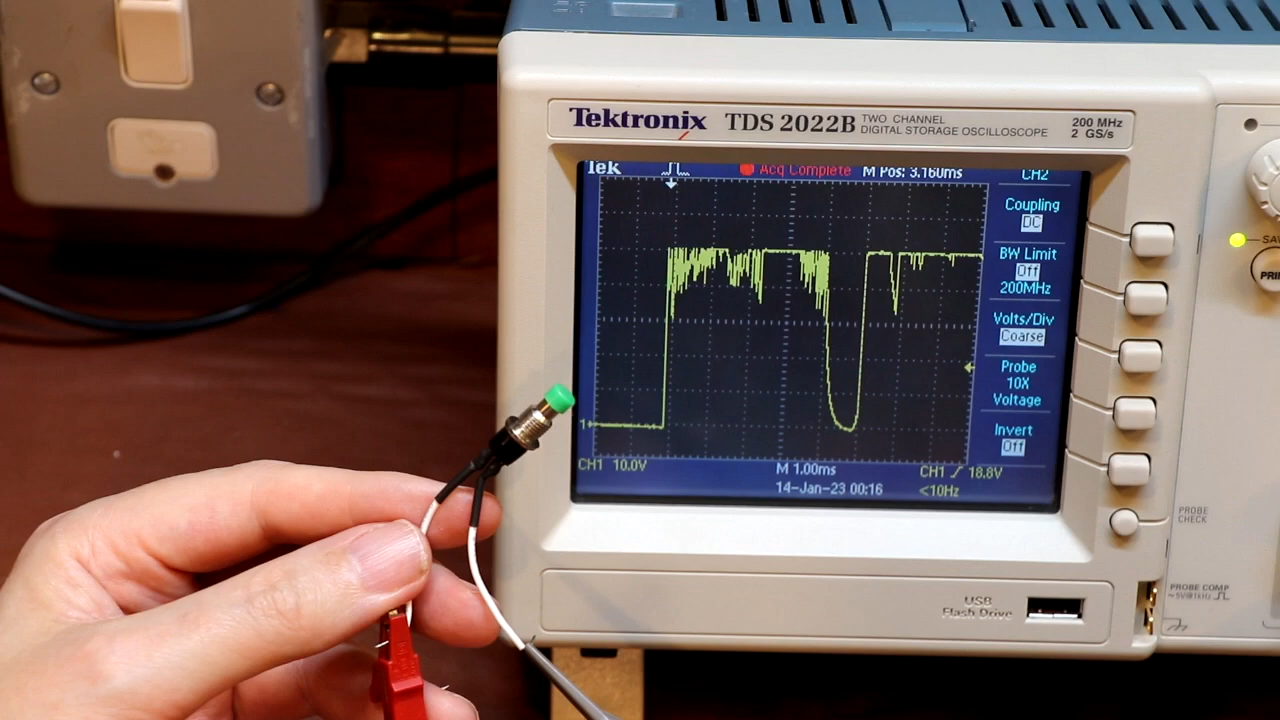 Tektronix TDS 2022B TWO CHANNEL DIGITAL STORAGE OSCILLOSCOPE
200 MHz
2 GS/s
Tek Acq Complete M Pos: 3.160ms CH2
Coupling
DC
BW Limit
Off
200MHz
Volts/Div
Coarse
Probe
10X
Voltage
Invert
Off
1
CH1 10.0V M 1.00ms CH1 18.8V
14-Jan-23 00:16 <10Hz
PROBE
CHECK
USB
Flash Drive
PROBE COMP
~5V@1kHz